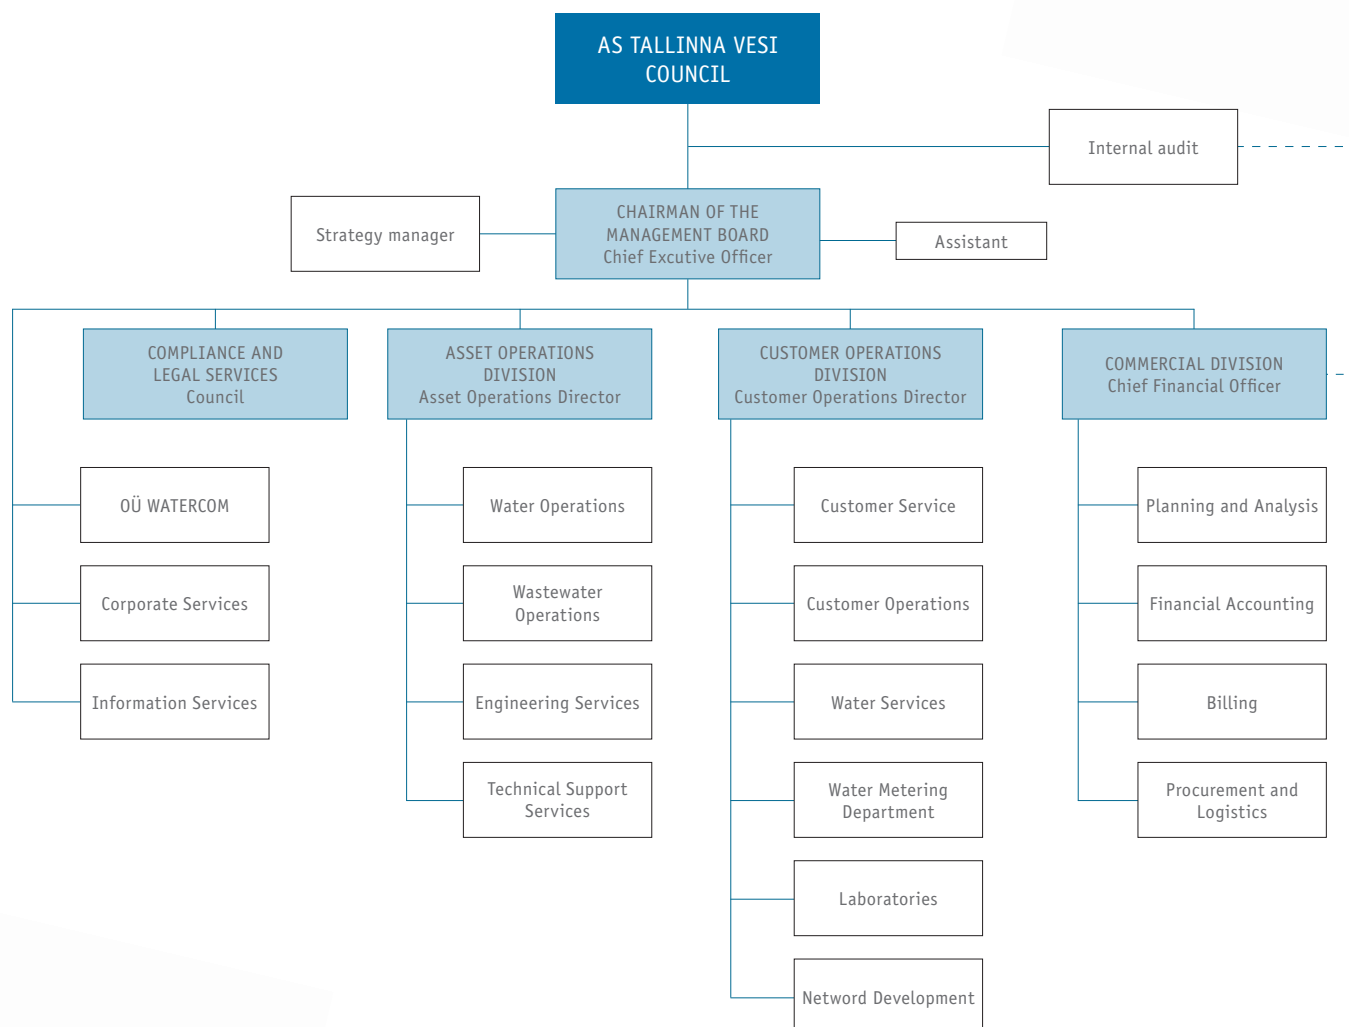 AS TALLINNA VESI
COUNCIL
Internal audit
Strategy manager
CHAIRMAN OF THE
MANAGEMENT BOARD
Chief Excutive Officer
Assistant
COMPLIANCE AND
LEGAL SERVICES
Council
ASSET OPERATIONS
DIVISION
Asset Operations Director
CUSTOMER OPERATIONS
DIVISION
Customer Operations Director
COMMERCIAL DIVISION
Chief Financial Officer
OÜ WATERCOM
Water Operations
Customer Service
Planning and Analysis
Corporate Services
Wastewater
Operations
Customer Operations
Financial Accounting
Information Services
Engineering Services
Water Services
Billing
Technical Support
Services
Water Metering
Department
Procurement and
Logistics
Laboratories
Netword Development